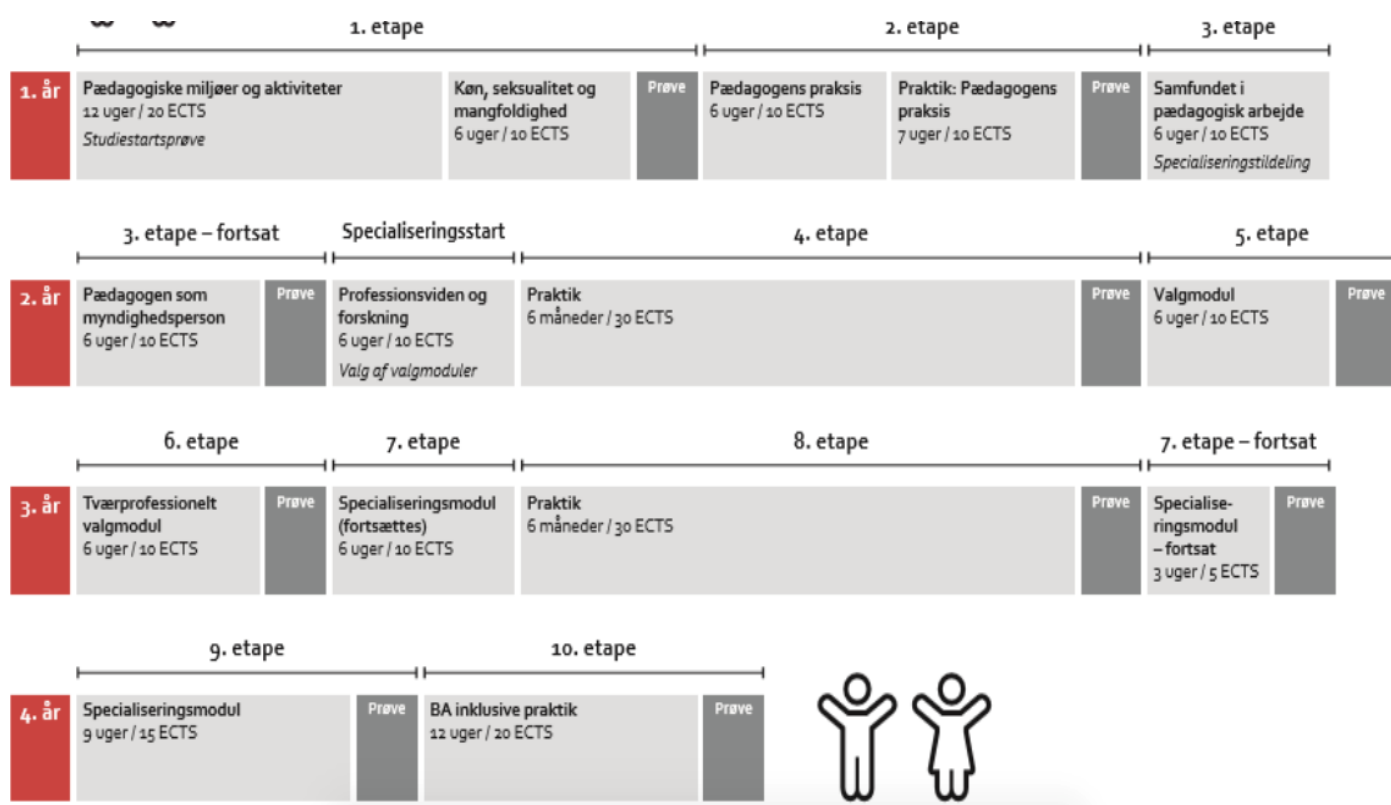 1. etape
2. etape
3. etape
1. år
Pædagogiske miljøer og aktiviteter
12 uger / 20 ECTS
Studiestartsprøve
Køn, seksualitet og
mangfoldighed
6 uger / 10 ECTS
Prøve
Pædagogens praksis
6 uger / 10 ECTS
Praktik: Pædagogens
praksis
7 uger / 10 ECTS
Prøve
Samfundet i
pædagogisk arbejde
6 uger / 10 ECTS
Specialiseringstildeling
3. etape – fortsat
Specialiseringsstart
4. etape
5. etape
2. år
Pædagogen som
myndighedsperson
6 uger / 10 ECTS
Prøve
Professionsviden og
forskning
6 uger / 10 ECTS
Valg af valgmoduler
Praktik
6 måneder / 30 ECTS
Prøve
Valgmodul
6 uger / 10 ECTS
Prøve
6. etape
7. etape
8. etape
7. etape – fortsat
3. år
Tværprofessionelt
valgmodul
6 uger / 10 ECTS
Prøve
Specialiseringsmodul
(fortsættes)
6 uger / 10 ECTS
Praktik
6 måneder / 30 ECTS
Prøve
Specialise-
ringsmodul
– fortsat
3 uger / 5 ECTS
Prøve
9. etape
10. etape
4. år
Specialiseringsmodul
9 uger / 15 ECTS
Prøve
BA inklusive praktik
12 uger / 20 ECTS
Prøve